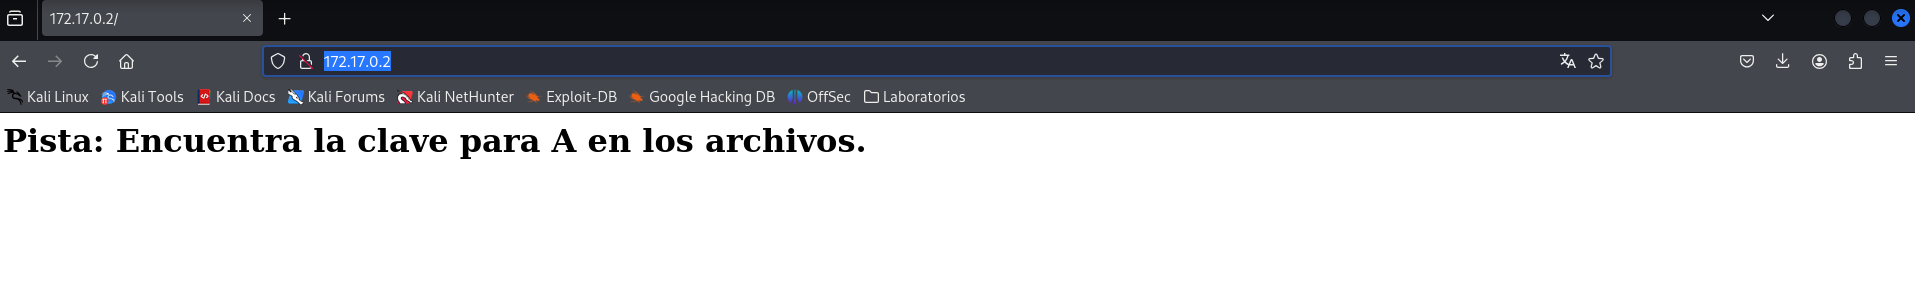 172.17.0.2/
172.17.0.2
Kali Linux Kali Tools Kali Docs Kali Forums Kali NetHunter Exploit-DB Google Hacking DB OffSec Laboratorios
Pista: Encuentra la clave para A en los archivos.